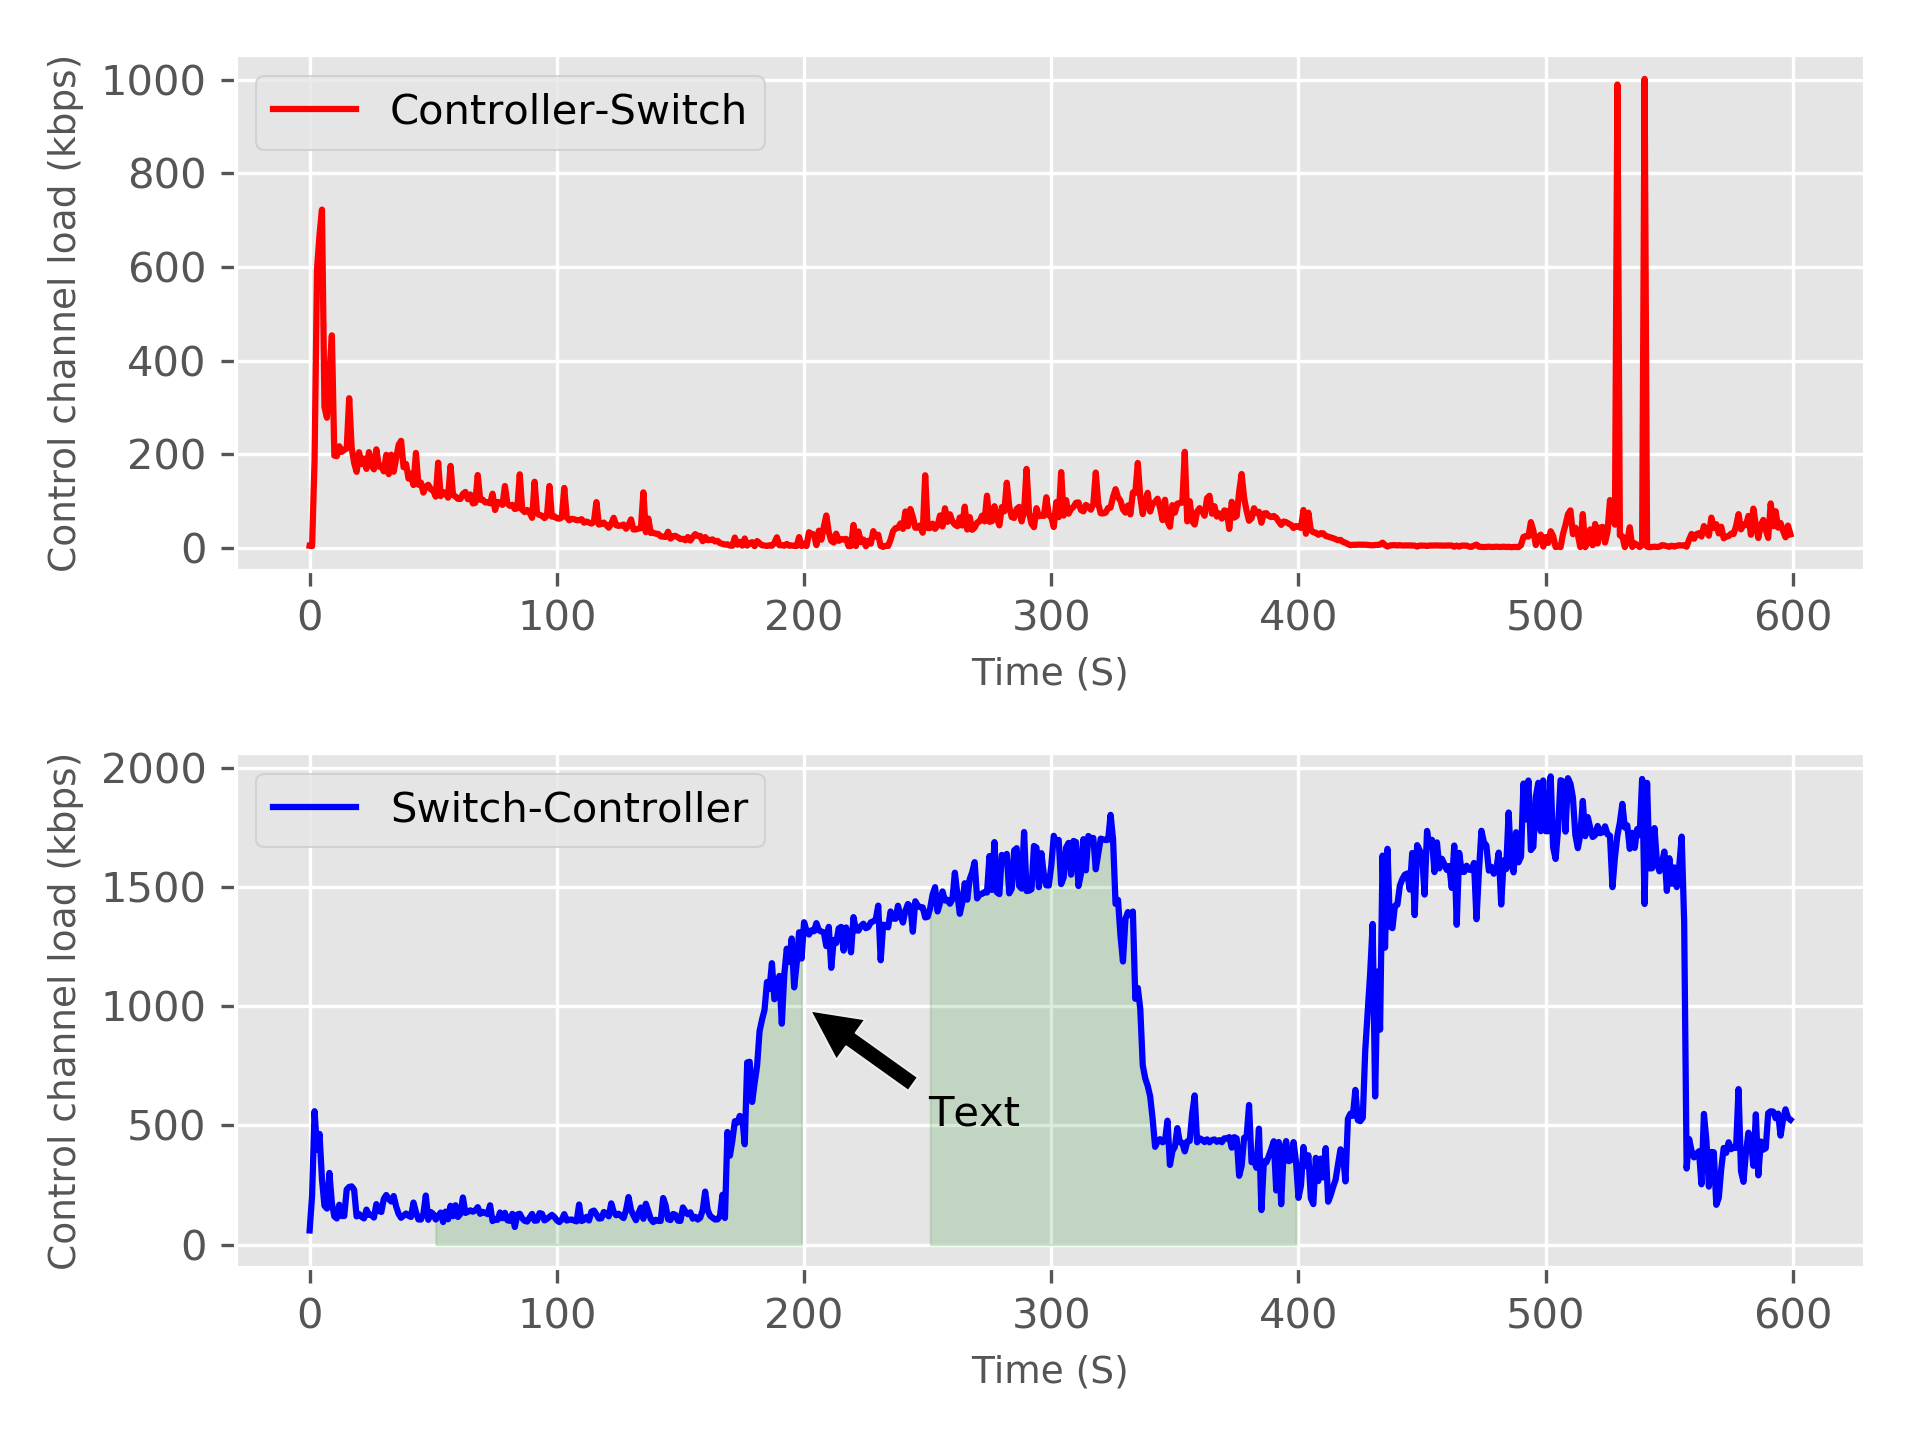 Control channel load (kbps)
1000
800
600
400
200
0
Controller-Switch
0 100 200 300 400 500 600
Time (S)
Control channel load (kbps)
2000
1500
1000
500
0
Switch-Controller
Text
0 100 200 300 400 500 600
Time (S)